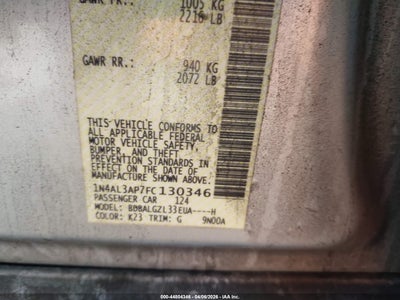 GAWR FR.: 1005 KG
2216 LB
GAWR RR.: 940 KG
2072 LB
THIS VEHICLE CONFORMS TO
ALL APPLICABLE FEDERAL
MOTOR VEHICLE SAFETY,
BUMPER, AND THEFT
PREVENTION STANDARDS IN
EFFECT ON THE DATE OF
MANUFACTURE SHOWN ABOVE.
1N4AL3AP7FC130346
PASSENGER CAR 124
MODEL: BDBALGZL33EUA----H
COLOR: K23 TRIM: G 9N00A
000-44804348 - 04/09/2026 - IAA Inc.